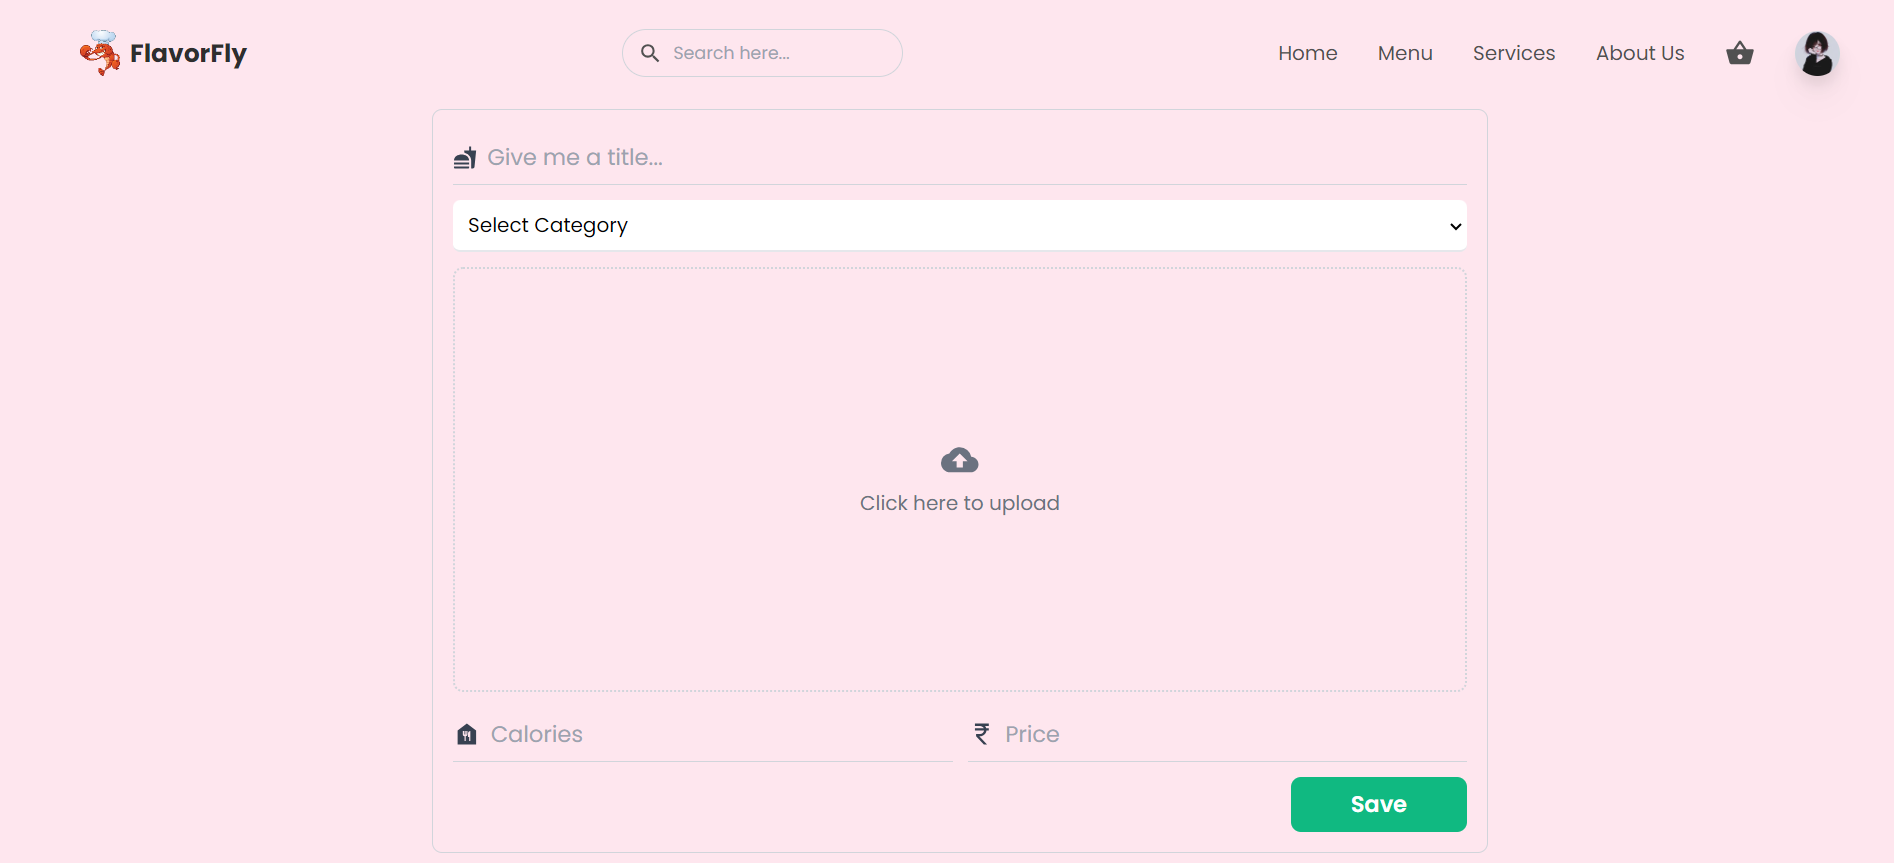 FlavorFly
Search here...
Home
Menu
Services
About Us
Give me a title...
Select Category
Click here to upload
Calories
Price
Save